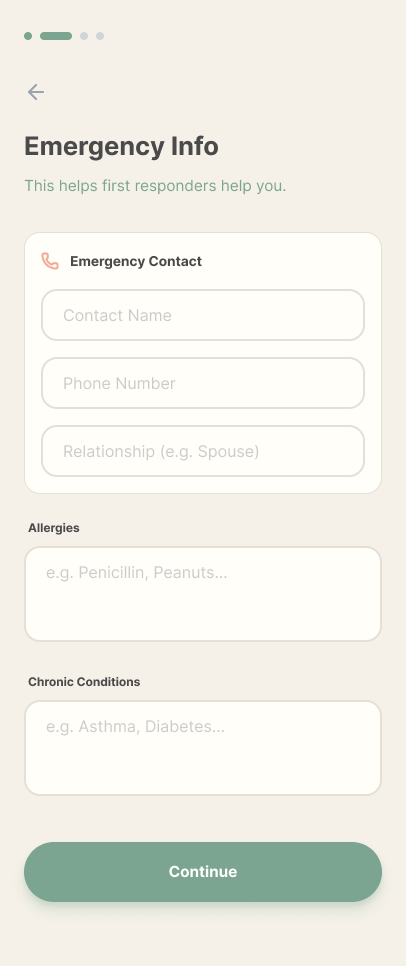 Emergency Info
This helps first responders help you.
Emergency Contact
Contact Name
Phone Number
Relationship (e.g. Spouse)
Allergies
e.g. Penicillin, Peanuts...
Chronic Conditions
e.g. Asthma, Diabetes...
Continue